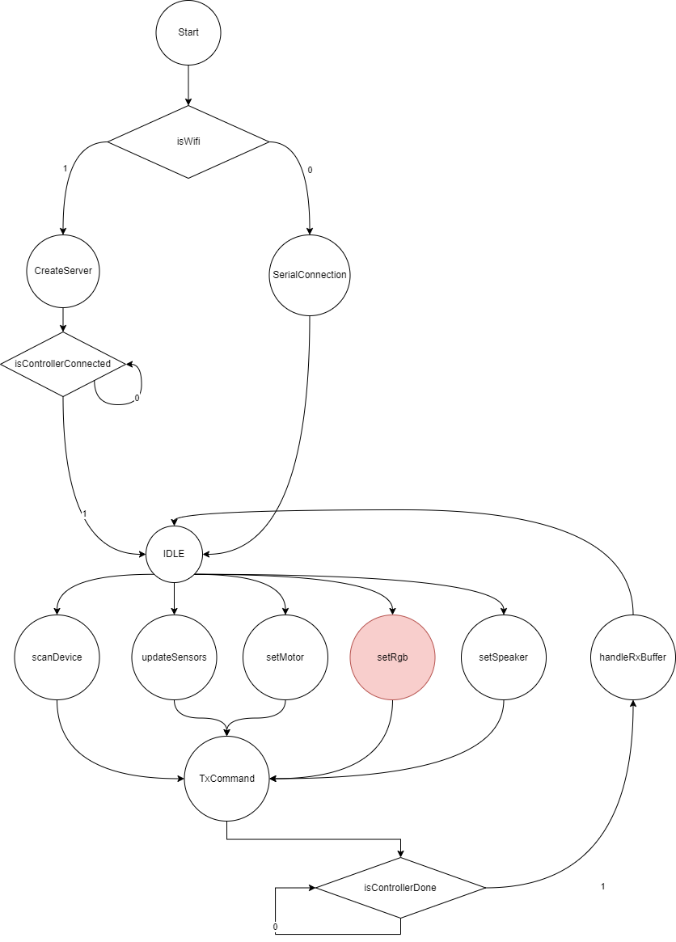 Start
isWifi
1
0
CreateServer
SerialConnection
isControllerConnected
0
1
IDLE
scanDevice
updateSensors
setMotor
setRgb
setSpeaker
handleRxBuffer
TxCommand
isControllerDone
1
0